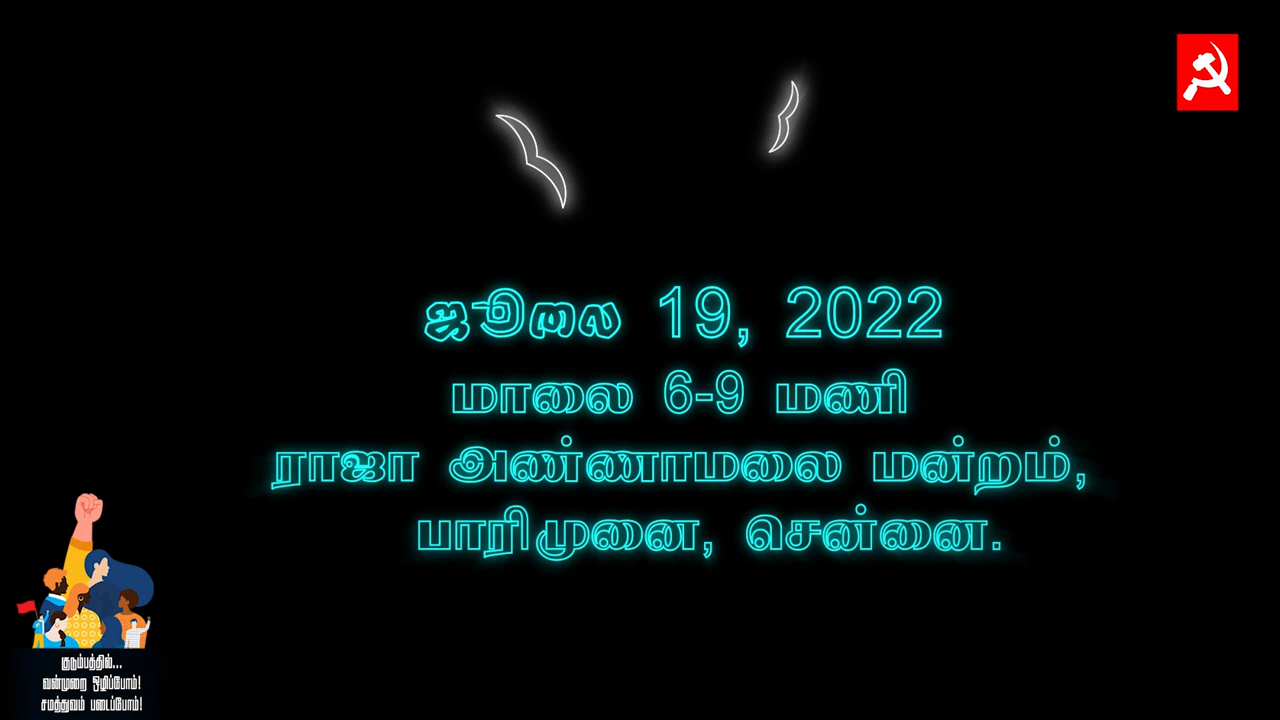 ஜூலை 19, 2022
மாலை 6-9 மணி
ராஜா அண்ணாமலை மன்றம்,
பாரிமுனை, சென்னை.
குடும்பத்தில்...
வன்முறை ஒழிப்போம்!
சமத்துவம் படைப்போம்!